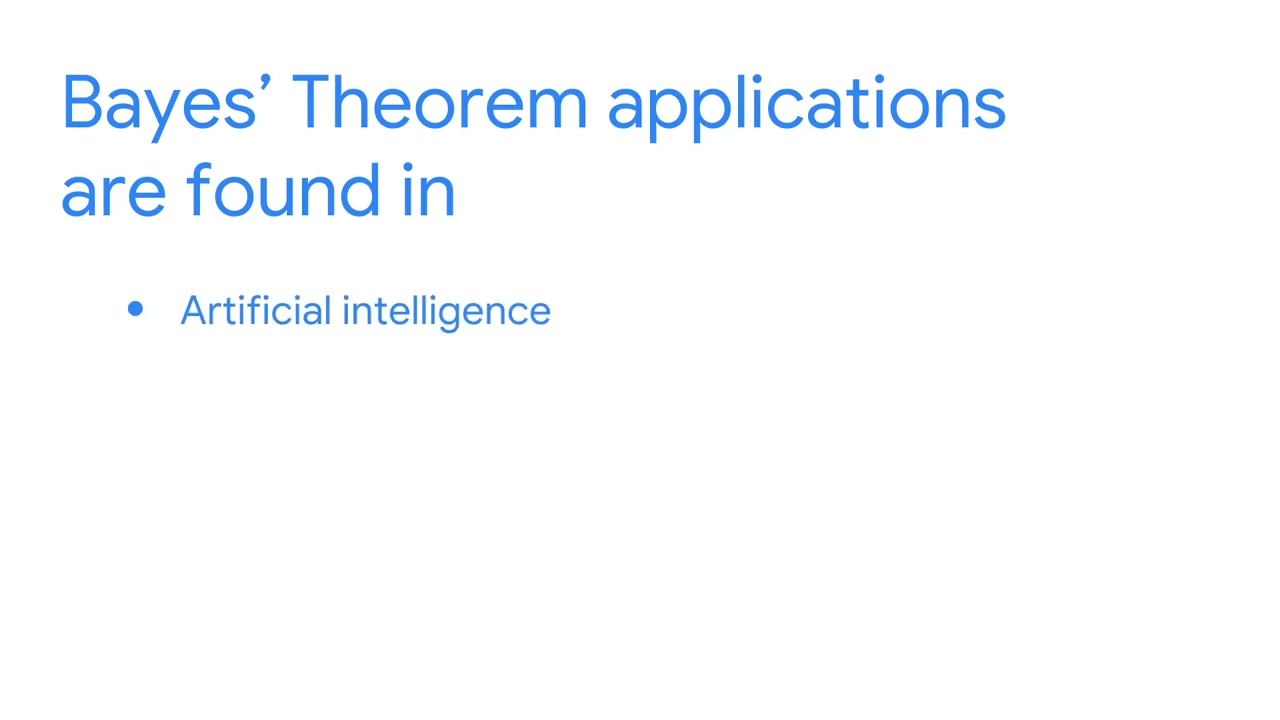 Bayes’ Theorem applications
are found in
● Artificial intelligence